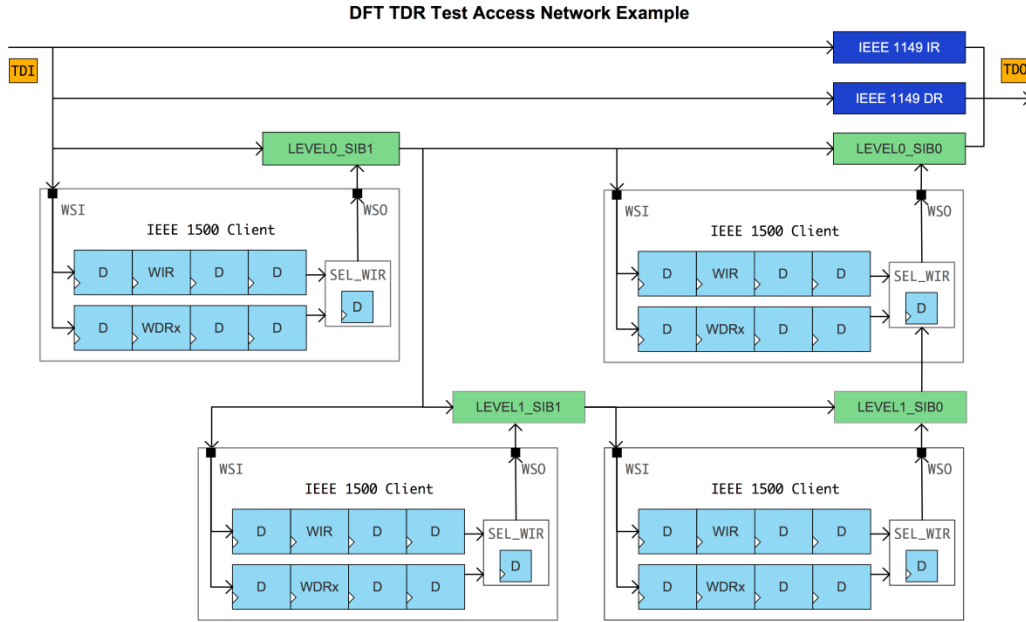 DFT TDR Test Access Network Example
TDI
IEEE 1149 IR
TDO
IEEE 1149 DR
LEVEL0_SIB1
LEVEL0_SIB0
WSI
WSO
IEEE 1500 Client
D WIR D D
SEL_WIR
D
D WDRx D D
WSI
WSO
IEEE 1500 Client
D WIR D D
SEL_WIR
D
D WDRx D D
LEVEL1_SIB1
LEVEL1_SIB0
WSI
WSO
IEEE 1500 Client
D WIR D D
SEL_WIR
D
D WDRx D D
WSI
WSO
IEEE 1500 Client
D WIR D D
SEL_WIR
D
D WDRx D D